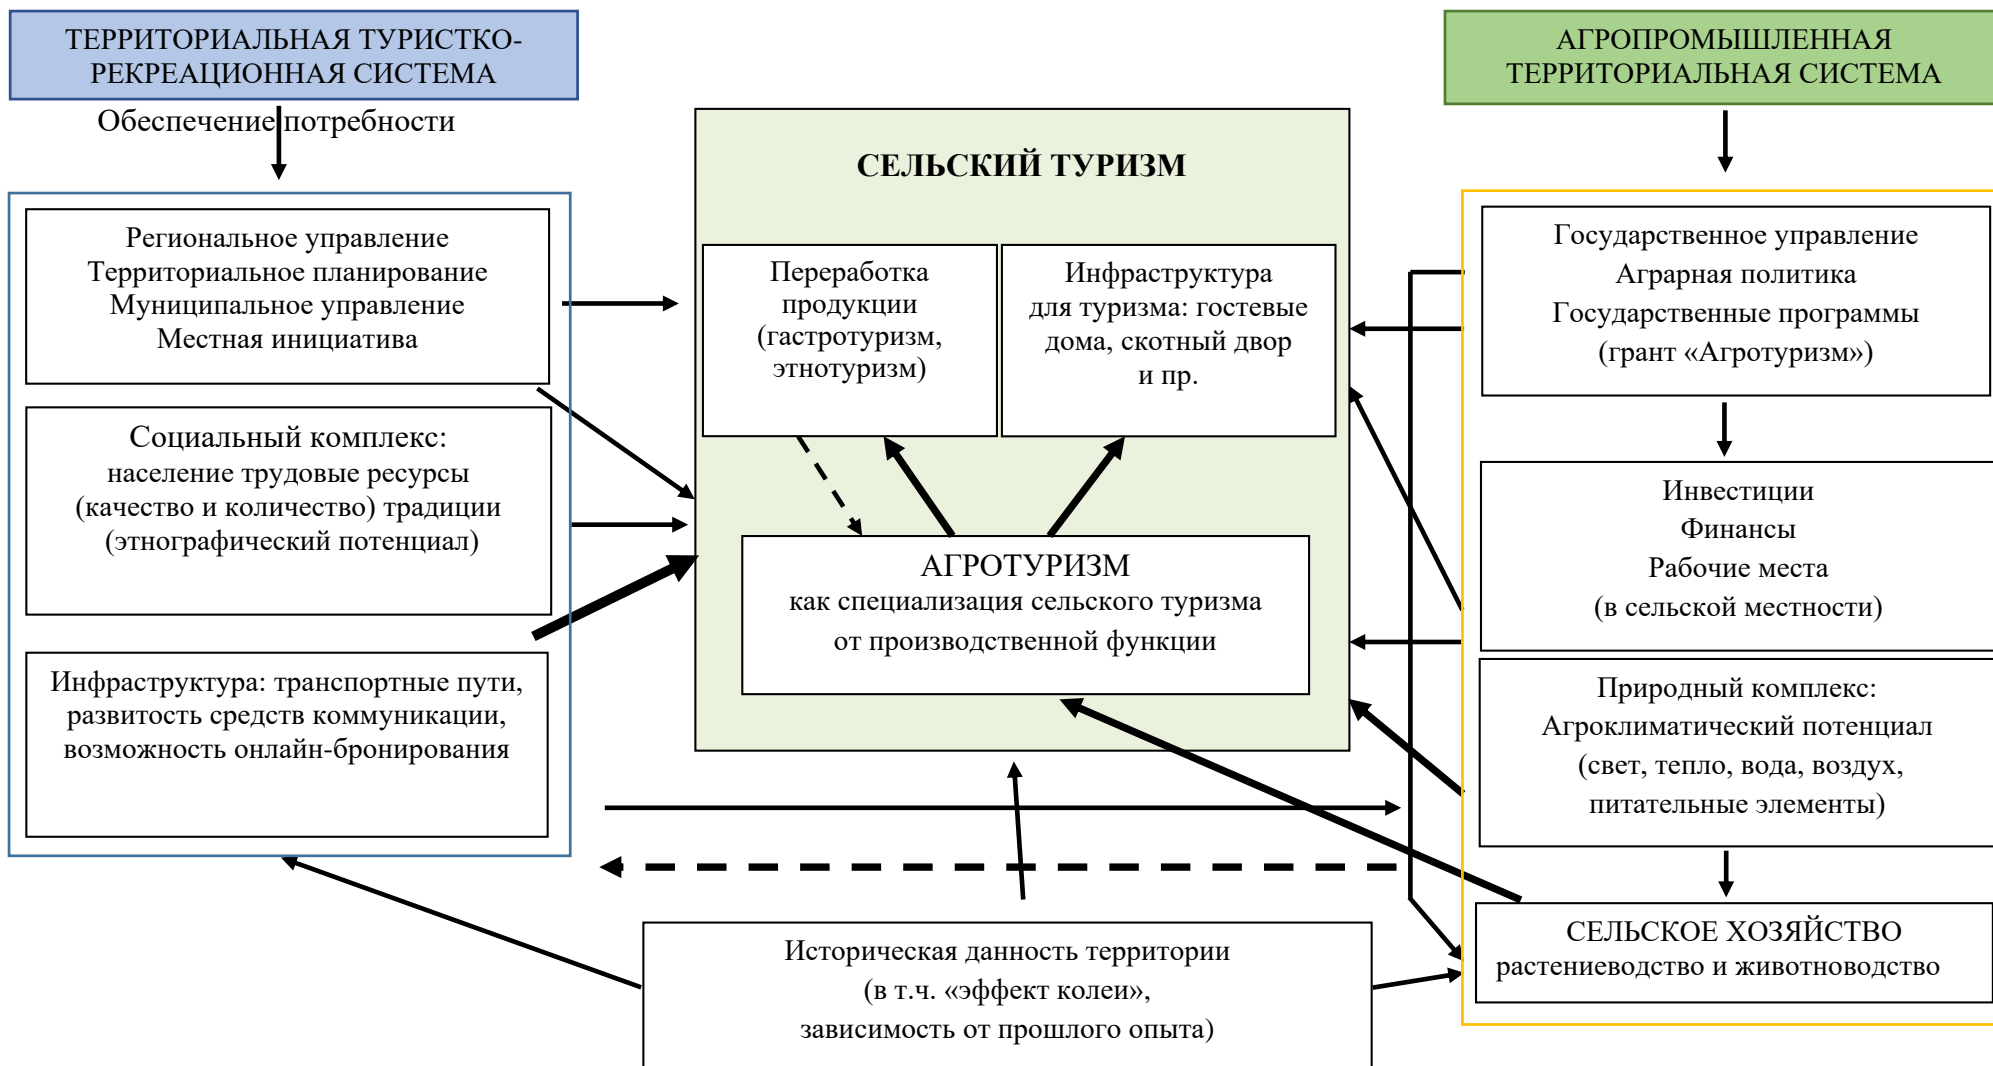 ТЕРРИТОРИАЛЬНАЯ ТУРИСТКО-
РЕКРЕАЦИОННАЯ СИСТЕМА
Обеспечение потребности
Региональное управление
Территориальное планирование
Муниципальное управление
Местная инициатива
Социальный комплекс:
население трудовые ресурсы
(качество и количество) традиции
(этнографический потенциал)
Инфраструктура: транспортные пути,
развитость средств коммуникации,
возможность онлайн-бронирования
СЕЛЬСКИЙ ТУРИЗМ
Переработка
продукции
(гастротуризм,
этнотуризм)
Инфраструктура
для туризма: гостевые
дома, скотный двор
и пр.
АГРОТУРИЗМ
как специализация сельского туризма
от производственной функции
Историческая данность территории
(в т.ч. «эффект колеи»,
зависимость от прошлого опыта)
АГРОПРОМЫШЛЕННАЯ
ТЕРРИТОРИАЛЬНАЯ СИСТЕМА
Государственное управление
Аграрная политика
Государственные программы
(грант «Агротуризм»)
Инвестиции
Финансы
Рабочие места
(в сельской местности)
Природный комплекс:
Агроклиматический потенциал
(свет, тепло, вода, воздух,
питательные элементы)
СЕЛЬСКОЕ ХОЗЯЙСТВО
растениеводство и животноводство